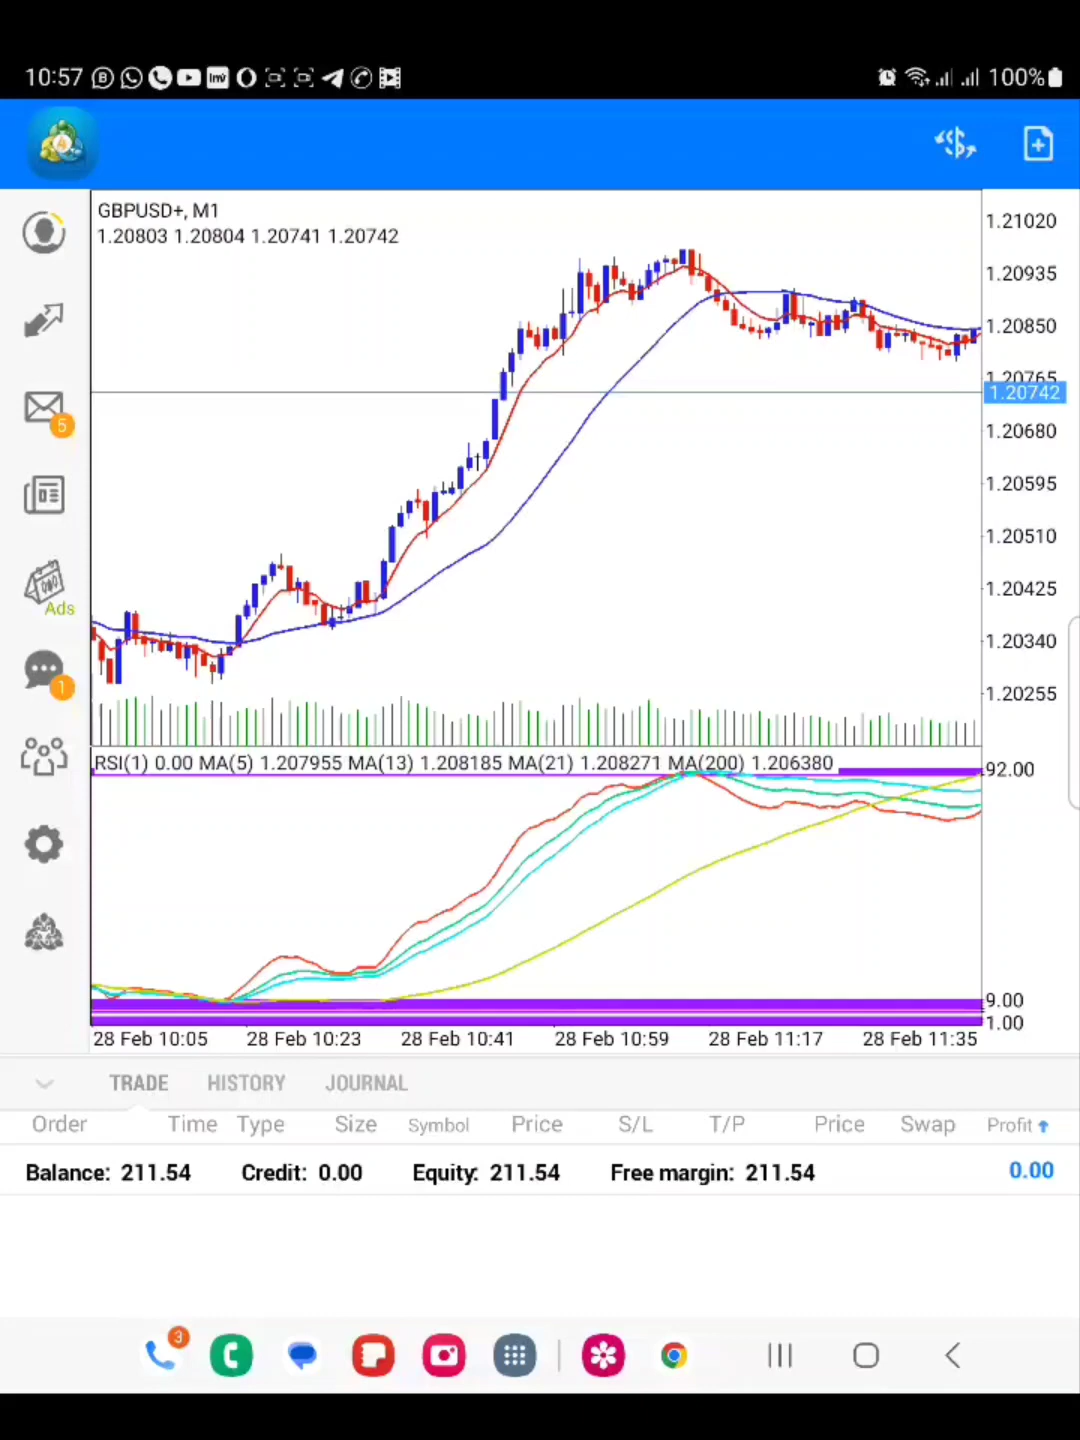 10:57
100%
GBPUSD+, M1
1.20803 1.20804 1.20741 1.20742
1.21020
1.20935
1.20850
1.20765
1.20742
1.20680
1.20595
1.20510
1.20425
1.20340
1.20255
5
Ads
1
RSI(1) 0.00 MA(5) 1.207955 MA(13) 1.208185 MA(21) 1.208271 MA(200) 1.206380
92.00
9.00
1.00
28 Feb 10:05 28 Feb 10:23 28 Feb 10:41 28 Feb 10:59 28 Feb 11:17 28 Feb 11:35
TRADE HISTORY JOURNAL
Order Time Type Size Symbol Price S/L T/P Price Swap Profit
Balance: 211.54 Credit: 0.00 Equity: 211.54 Free margin: 211.54 0.00
3